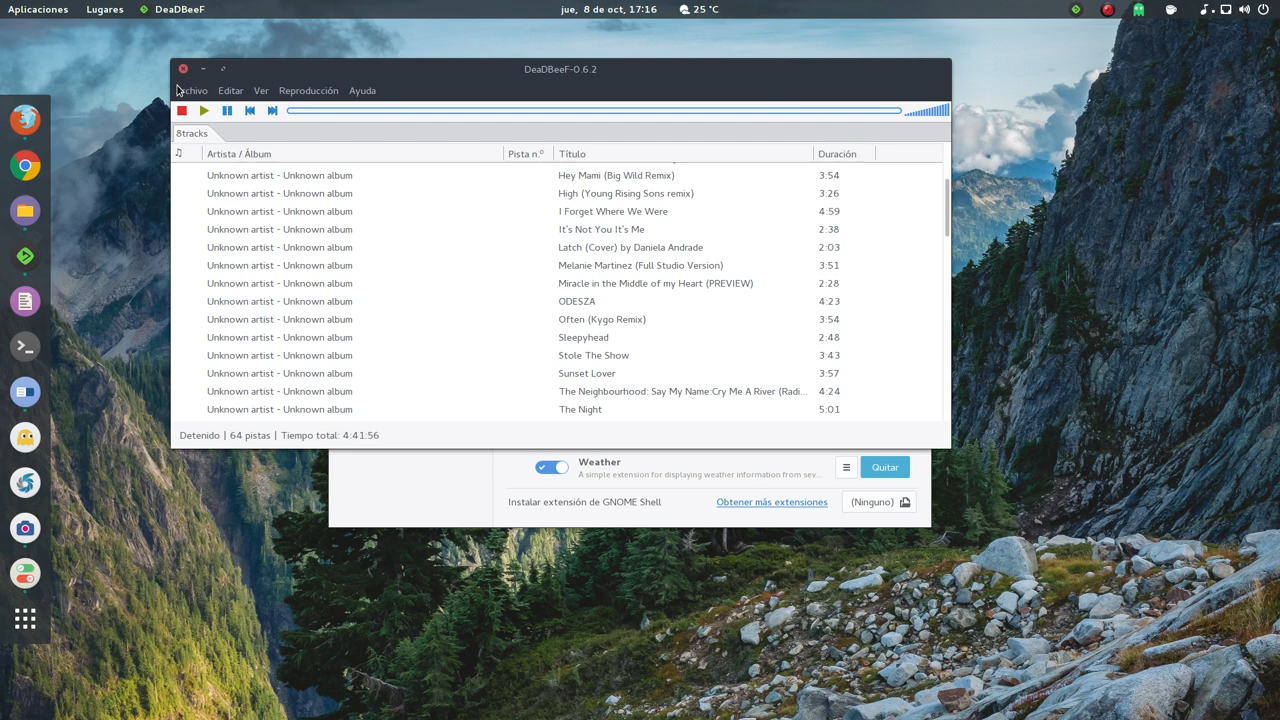 Aplicaciones Lugares DeaDBeeF jue, 8 de oct, 17:16 25 °C
DeaDBeeF-0.6.2
Archivo Editar Ver Reproducción Ayuda
8tracks
Artista / Álbum Pista n.º Título Duración
Unknown artist - Unknown album Hey Mami (Big Wild Remix) 3:54
Unknown artist - Unknown album High (Young Rising Sons remix) 3:26
Unknown artist - Unknown album I Forget Where We Were 4:59
Unknown artist - Unknown album It's Not You It's Me 2:38
Unknown artist - Unknown album Latch (Cover) by Daniela Andrade 2:03
Unknown artist - Unknown album Melanie Martinez (Full Studio Version) 3:51
Unknown artist - Unknown album Miracle in the Middle of my Heart (PREVIEW) 2:28
Unknown artist - Unknown album ODESZA 4:23
Unknown artist - Unknown album Often (Kygo Remix) 3:54
Unknown artist - Unknown album Sleepyhead 2:48
Unknown artist - Unknown album Stole The Show 3:43
Unknown artist - Unknown album Sunset Lover 3:57
Unknown artist - Unknown album The Neighbourhood: Say My Name:Cry Me A River (Radi... 4:24
Unknown artist - Unknown album The Night 5:01
Detenido | 64 pistas | Tiempo total: 4:41:56
Weather
A simple extension for displaying weather information from sev...
Quitar
Instalar extensión de GNOME Shell Obtener más extensiones (Ninguno)